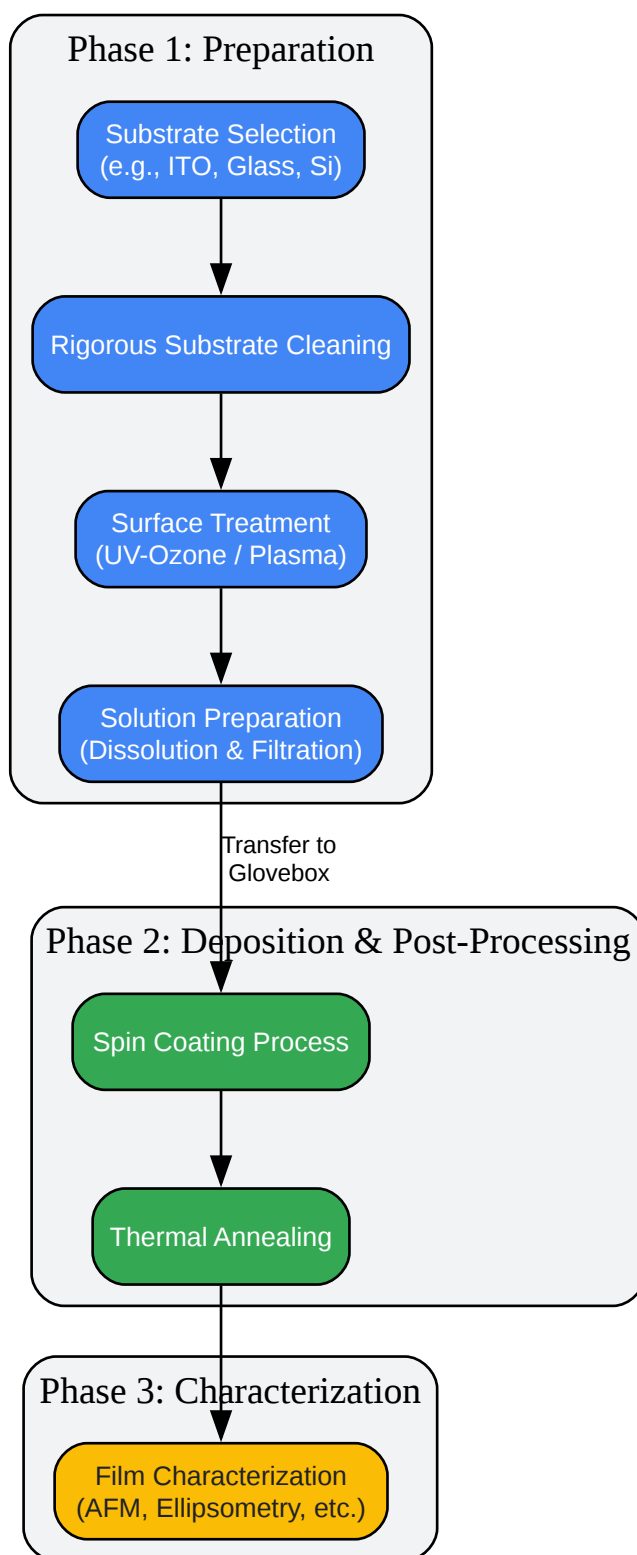 Phase 1: Preparation
Substrate Selection
(e.g., ITO, Glass, Si)
Rigorous Substrate Cleaning
Surface Treatment
(UV-Ozone / Plasma)
Solution Preparation
(Dissolution & Filtration)
Transfer to
Glovebox
Phase 2: Deposition & Post-Processing
Spin Coating Process
Thermal Annealing
Phase 3: Characterization
Film Characterization
(AFM, Ellipsometry, etc.)